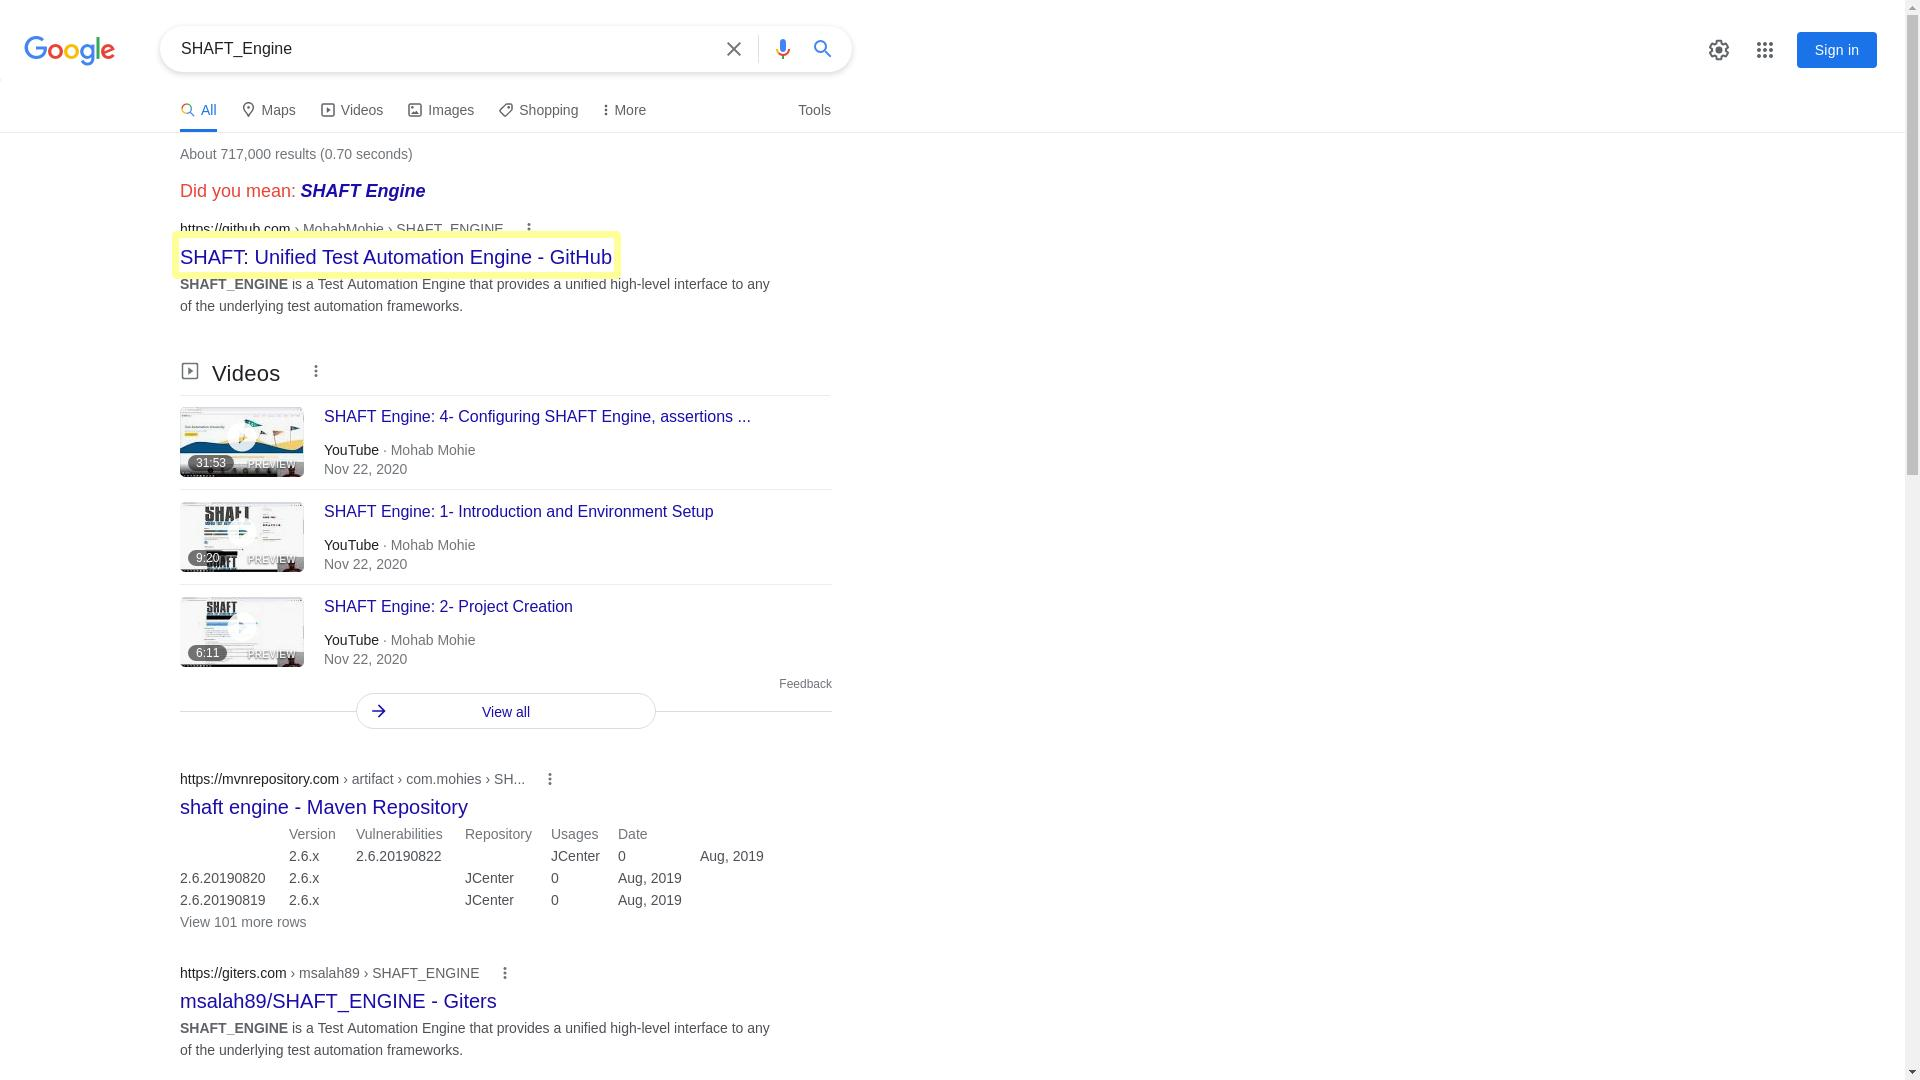 Google
SHAFT_Engine
Sign in
All
Maps
Videos
Images
Shopping
More
Tools
About 717,000 results (0.70 seconds)
Did you mean: SHAFT Engine
https://github.com › MohabMohie › SHAFT_ENGINE
SHAFT: Unified Test Automation Engine - GitHub
SHAFT_ENGINE is a Test Automation Engine that provides a unified high-level interface to any
of the underlying test automation frameworks.
Videos
SHAFT Engine: 4- Configuring SHAFT Engine, assertions ...
31:53
PREVIEW
YouTube · Mohab Mohie
Nov 22, 2020
SHAFT
SHAFT Engine: 1- Introduction and Environment Setup
9:20
PREVIEW
YouTube · Mohab Mohie
Nov 22, 2020
SHAFT
SHAFT Engine: 2- Project Creation
6:11
PREVIEW
YouTube · Mohab Mohie
Nov 22, 2020
Feedback
View all
https://mvnrepository.com › artifact › com.mohies › SH...
shaft engine - Maven Repository
Version Vulnerabilities Repository Usages Date
2.6.x 2.6.20190822 JCenter 0 Aug, 2019
2.6.20190820 2.6.x JCenter 0 Aug, 2019
2.6.20190819 2.6.x JCenter 0 Aug, 2019
View 101 more rows
https://giters.com › msalah89 › SHAFT_ENGINE
msalah89/SHAFT_ENGINE - Giters
SHAFT_ENGINE is a Test Automation Engine that provides a unified high-level interface to any
of the underlying test automation frameworks.